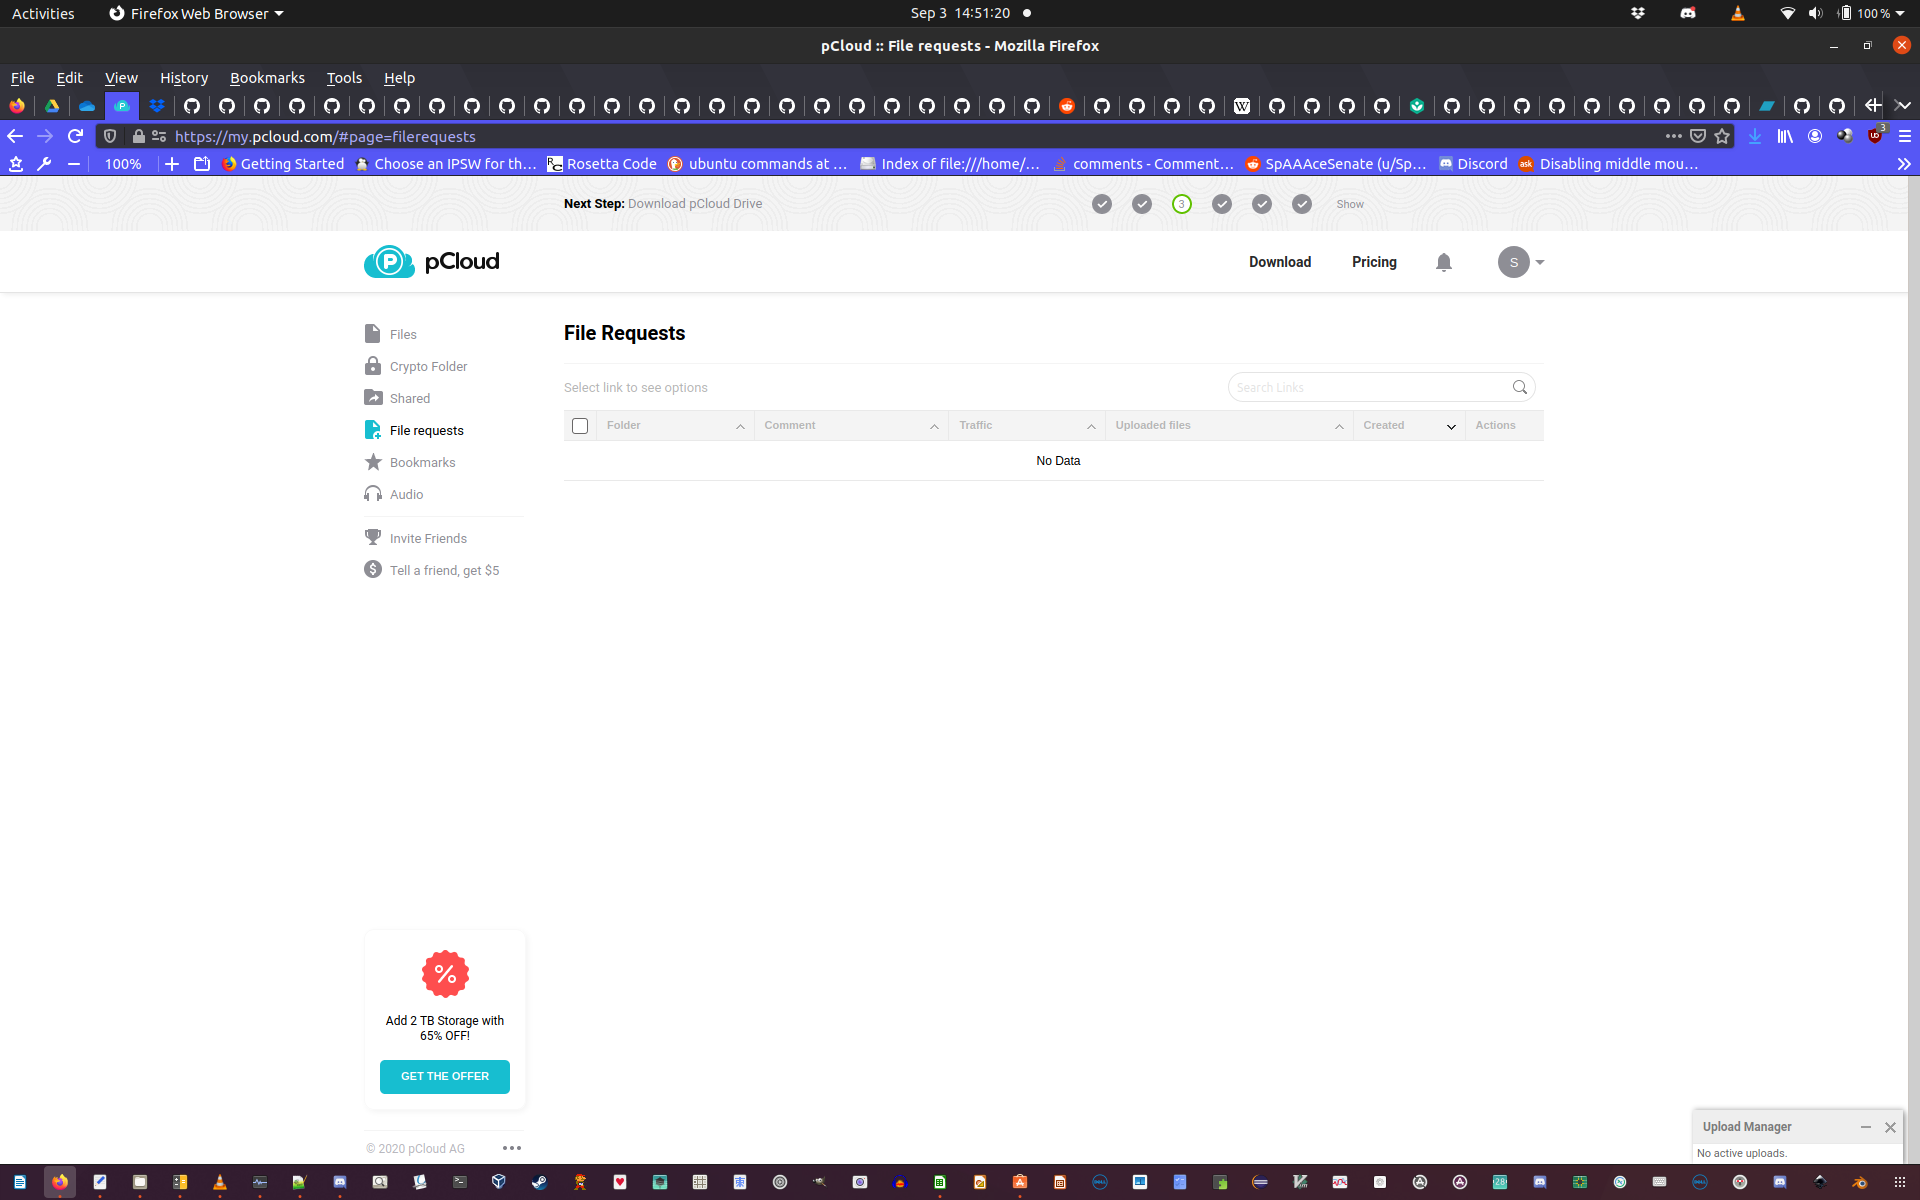 Activities Firefox Web Browser Sep 3 14:51:20 100 %
pCloud :: File requests - Mozilla Firefox
File Edit View History Bookmarks Tools Help
https://my.pcloud.com/#page=filerequests 3
100% Getting Started Choose an IPSW for th… Rosetta Code ubuntu commands at … Index of file:///home/… comments - Comment… SpAAAceSenate (u/Sp… Discord Disabling middle mou…
Next Step: Download pCloud Drive 3 Show
pCloud Download Pricing S
Files
Crypto Folder
Shared
File requests
Bookmarks
Audio
Invite Friends
Tell a friend, get $5
File Requests
Select link to see options Search Links
Folder Comment Traffic Uploaded files Created Actions
No Data
Add 2 TB Storage with
65% OFF!
GET THE OFFER
© 2020 pCloud AG
Upload Manager
No active uploads.